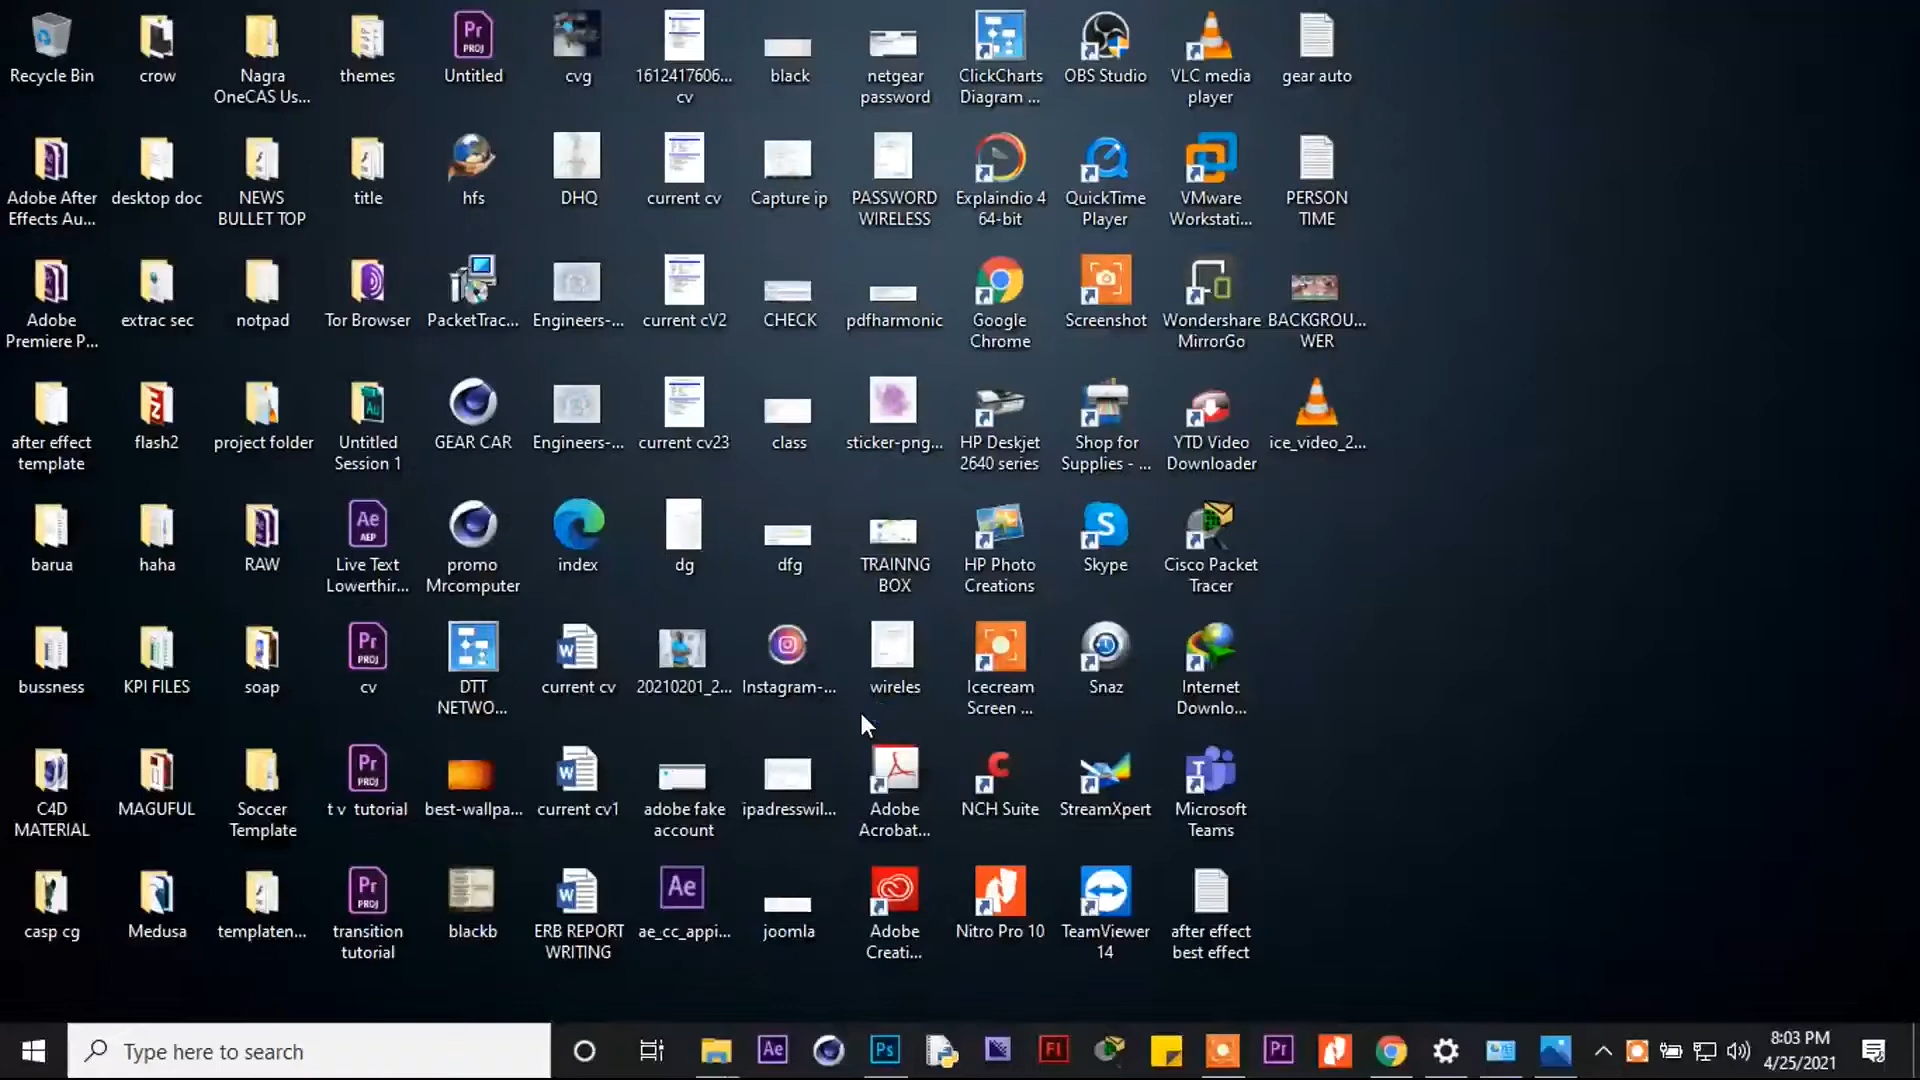 Recycle Bin
crow
Nagra
OneCAS Us...
themes
Untitled
cvg
1612417606...
cv
black
netgear
password
ClickCharts
Diagram ...
OBS Studio
VLC media
player
gear auto
Adobe After
Effects Au...
desktop doc
NEWS
BULLET TOP
title
hfs
DHQ
current cv
Capture ip
PASSWORD
WIRELESS
Explaindio 4
64-bit
QuickTime
Player
VMware
Workstati...
PERSON
TIME
Adobe
Premiere P...
extrac sec
notpad
Tor Browser
PacketTrac...
Engineers-...
current cV2
CHECK
pdfharmonic
Google
Chrome
Screenshot
Wondershare
MirrorGo
BACKGROU...
WER
after effect
template
flash2
project folder
Untitled
Session 1
GEAR CAR
Engineers-...
current cv23
class
sticker-png...
HP Deskjet
2640 series
Shop for
Supplies - ...
YTD Video
Downloader
ice_video_2...
barua
haha
RAW
Live Text
Lowerthir...
promo
Mrcomputer
index
dg
dfg
TRAINNG
BOX
HP Photo
Creations
Skype
Cisco Packet
Tracer
bussness
KPI FILES
soap
cv
DTT
NETWO...
current cv
20210201_2...
Instagram-...
wireles
Icecream
Screen ...
Snaz
Internet
Downlo...
C4D
MATERIAL
MAGUFUL
Soccer
Template
t v tutorial
best-wallpa...
current cv1
adobe fake
account
ipadresswil...
Adobe
Acrobat...
NCH Suite
StreamXpert
Microsoft
Teams
casp cg
Medusa
templaten...
transition
tutorial
blackb
ERB REPORT
WRITING
ae_cc_appi...
joomla
Adobe
Creati...
Nitro Pro 10
TeamViewer
14
after effect
best effect
Type here to search
8:03 PM
4/25/2021